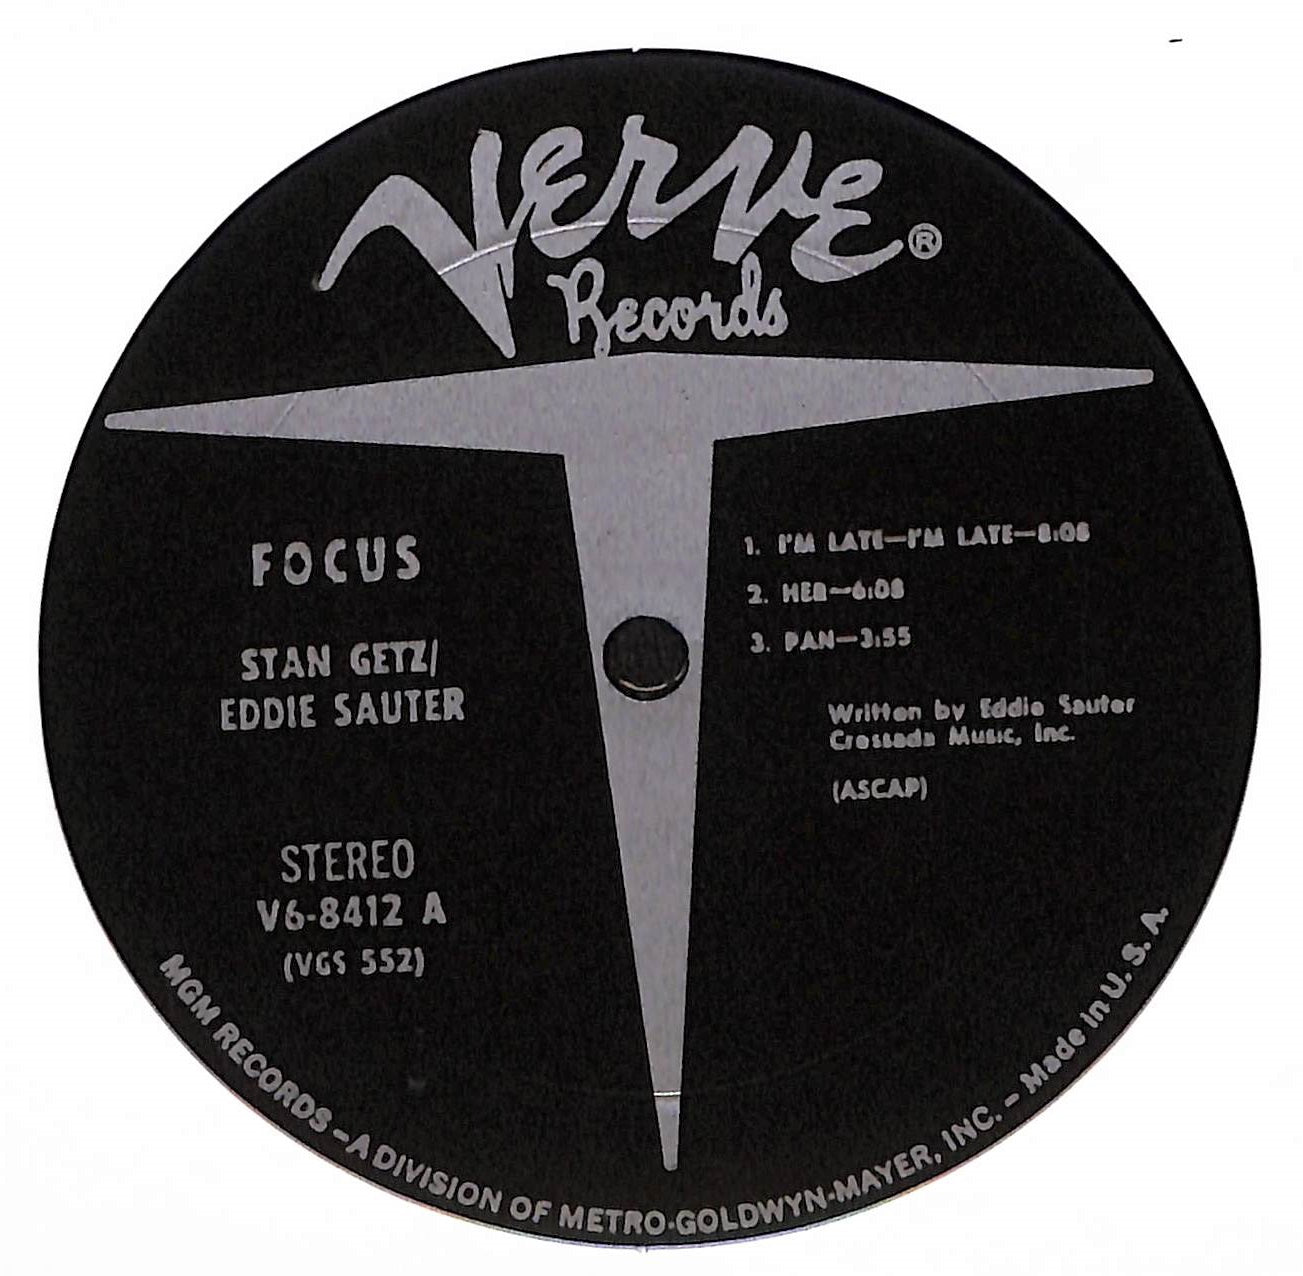 Verve®
Records
FOCUS
STAN GETZ/
EDDIE SAUTER
STEREO
V6-8412 A
(VGS 552)
1. I'M LATE—I'M LATE—8:08
2. HER—6:08
3. PAN—3:55
Written by Eddie Sauter
Music, Inc.
(ASCAP)
MGM RECORDS – A DIVISION OF METRO-GOLDWYN-MAYER, INC. – Made in U. S. A.